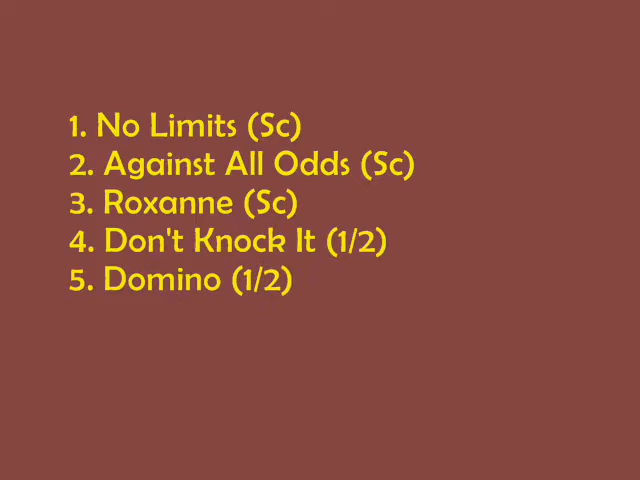 1. No Limits (Sc)
2. Against All Odds (Sc)
3. Roxanne (Sc)
4. Don't Knock It (1/2)
5. Domino (1/2)